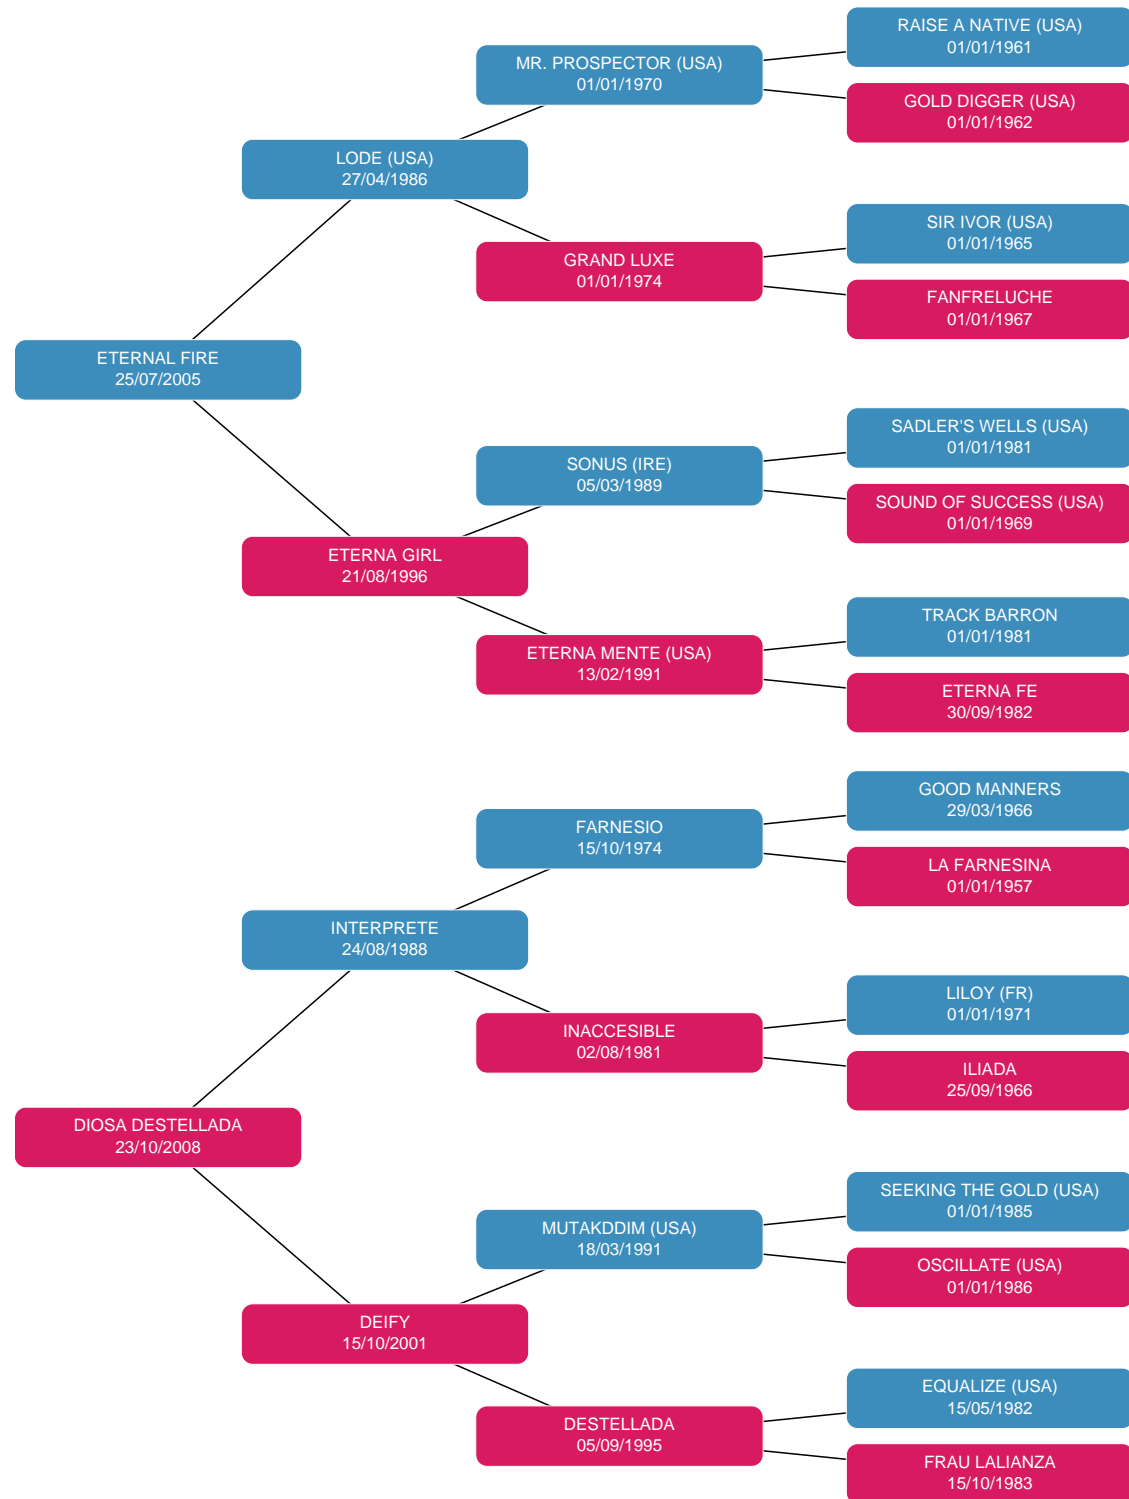 RAISE A NATIVE (USA)
01/01/1961
MR. PROSPECTOR (USA)
01/01/1970
GOLD DIGGER (USA)
01/01/1962
LODE (USA)
27/04/1986
SIR IVOR (USA)
01/01/1965
GRAND LUXE
01/01/1974
FANFRELUCHE
01/01/1967
ETERNAL FIRE
25/07/2005
SADLER'S WELLS (USA)
01/01/1981
SONUS (IRE)
05/03/1989
SOUND OF SUCCESS (USA)
01/01/1969
ETERNA GIRL
21/08/1996
TRACK BARRON
01/01/1981
ETERNA MENTE (USA)
13/02/1991
ETERNA FE
30/09/1982
GOOD MANNERS
29/03/1966
FARNESIO
15/10/1974
LA FARNESINA
01/01/1957
INTERPRETE
24/08/1988
LILOY (FR)
01/01/1971
INACCESIBLE
02/08/1981
ILIADA
25/09/1966
DIOSA DESTELLADA
23/10/2008
SEEKING THE GOLD (USA)
01/01/1985
MUTAKDDIM (USA)
18/03/1991
OSCILLATE (USA)
01/01/1986
DEIFY
15/10/2001
EQUALIZE (USA)
15/05/1982
DESTELLADA
05/09/1995
FRAU LALIANZA
15/10/1983